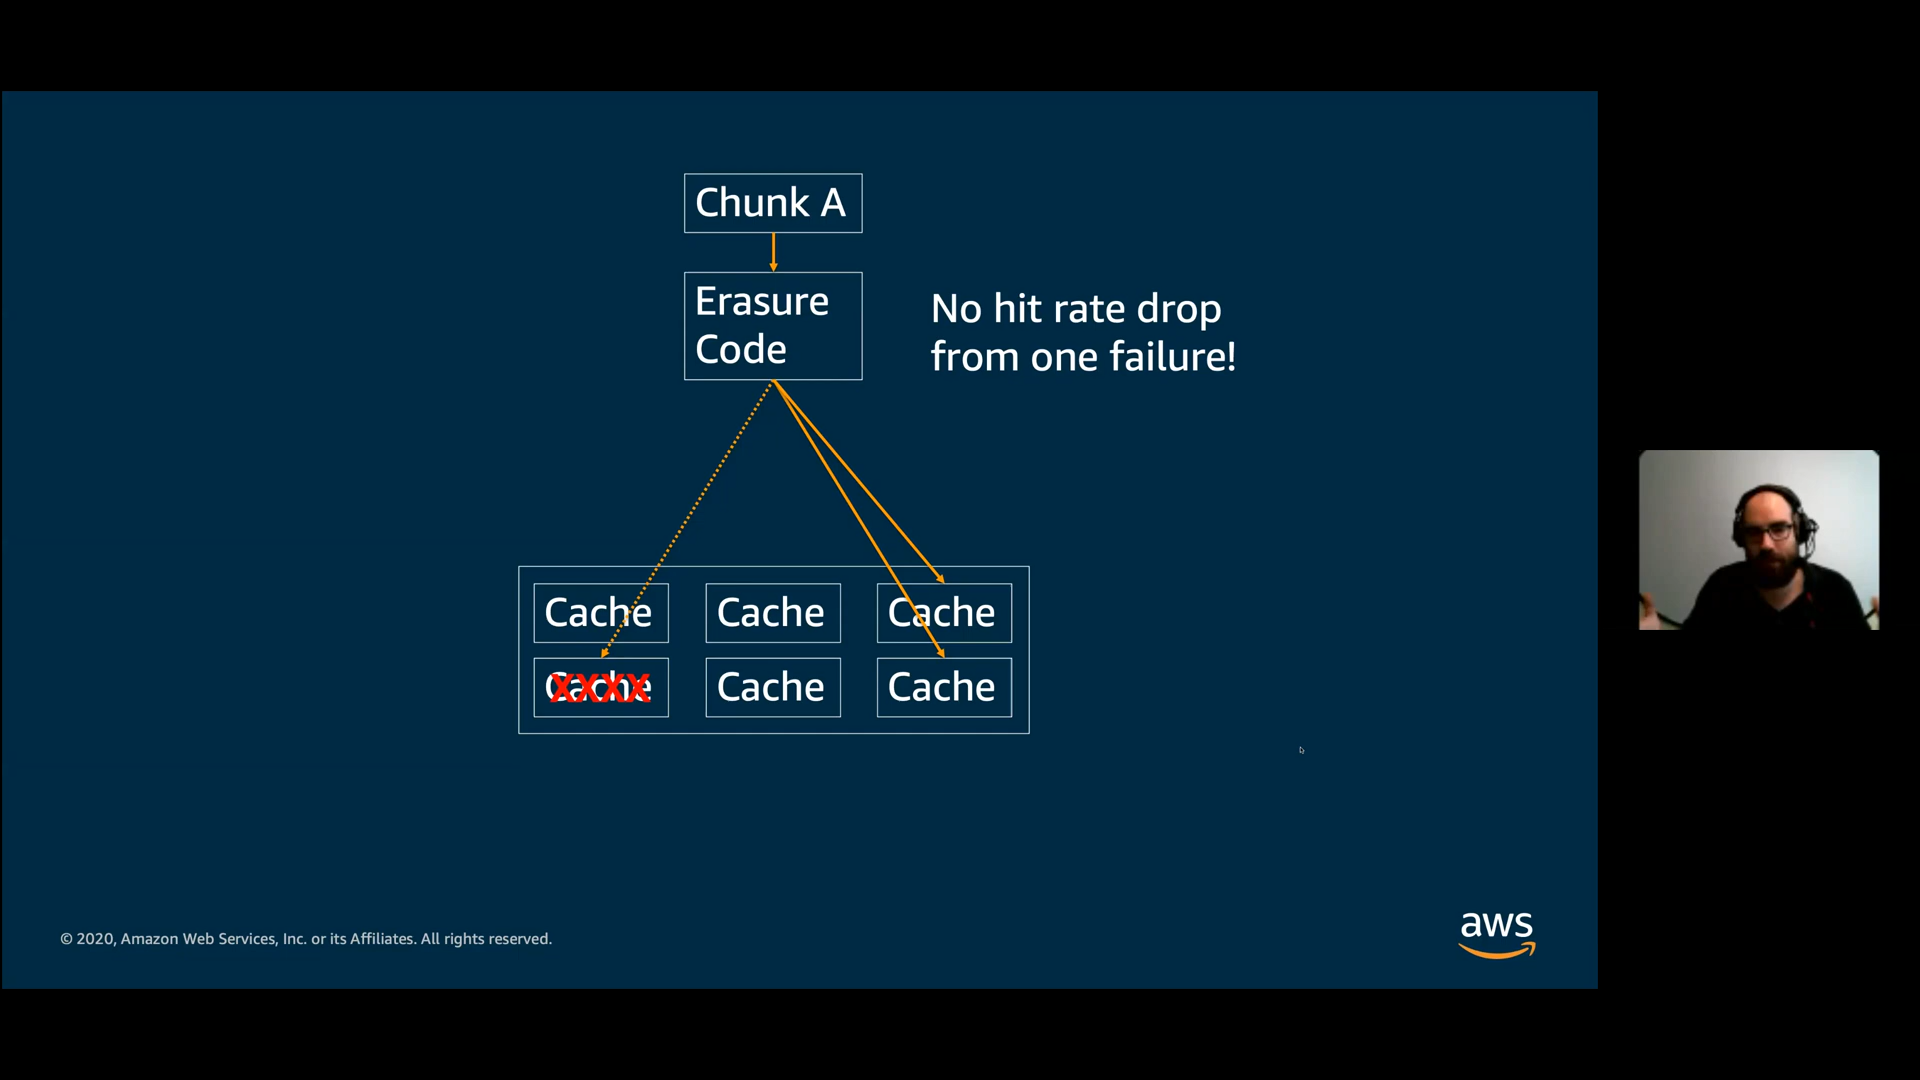 Chunk A
Erasure
Code
No hit rate drop
from one failure!
Cache Cache Cache
Cache Cache Cache
XXXX
© 2020, Amazon Web Services, Inc. or its Affiliates. All rights reserved.
aws